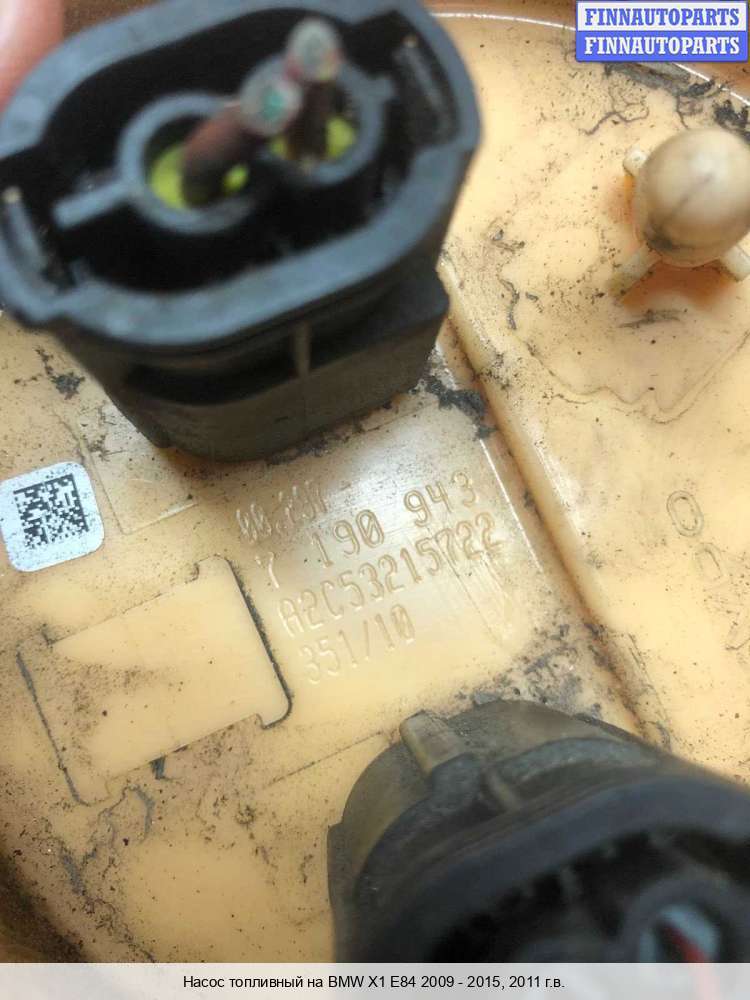 FINNAUTOPARTS
FINNAUTOPARTS
7 190 943
A2C53215722
351/10
Насос топливный на BMW X1 E84 2009 - 2015, 2011 г.в.